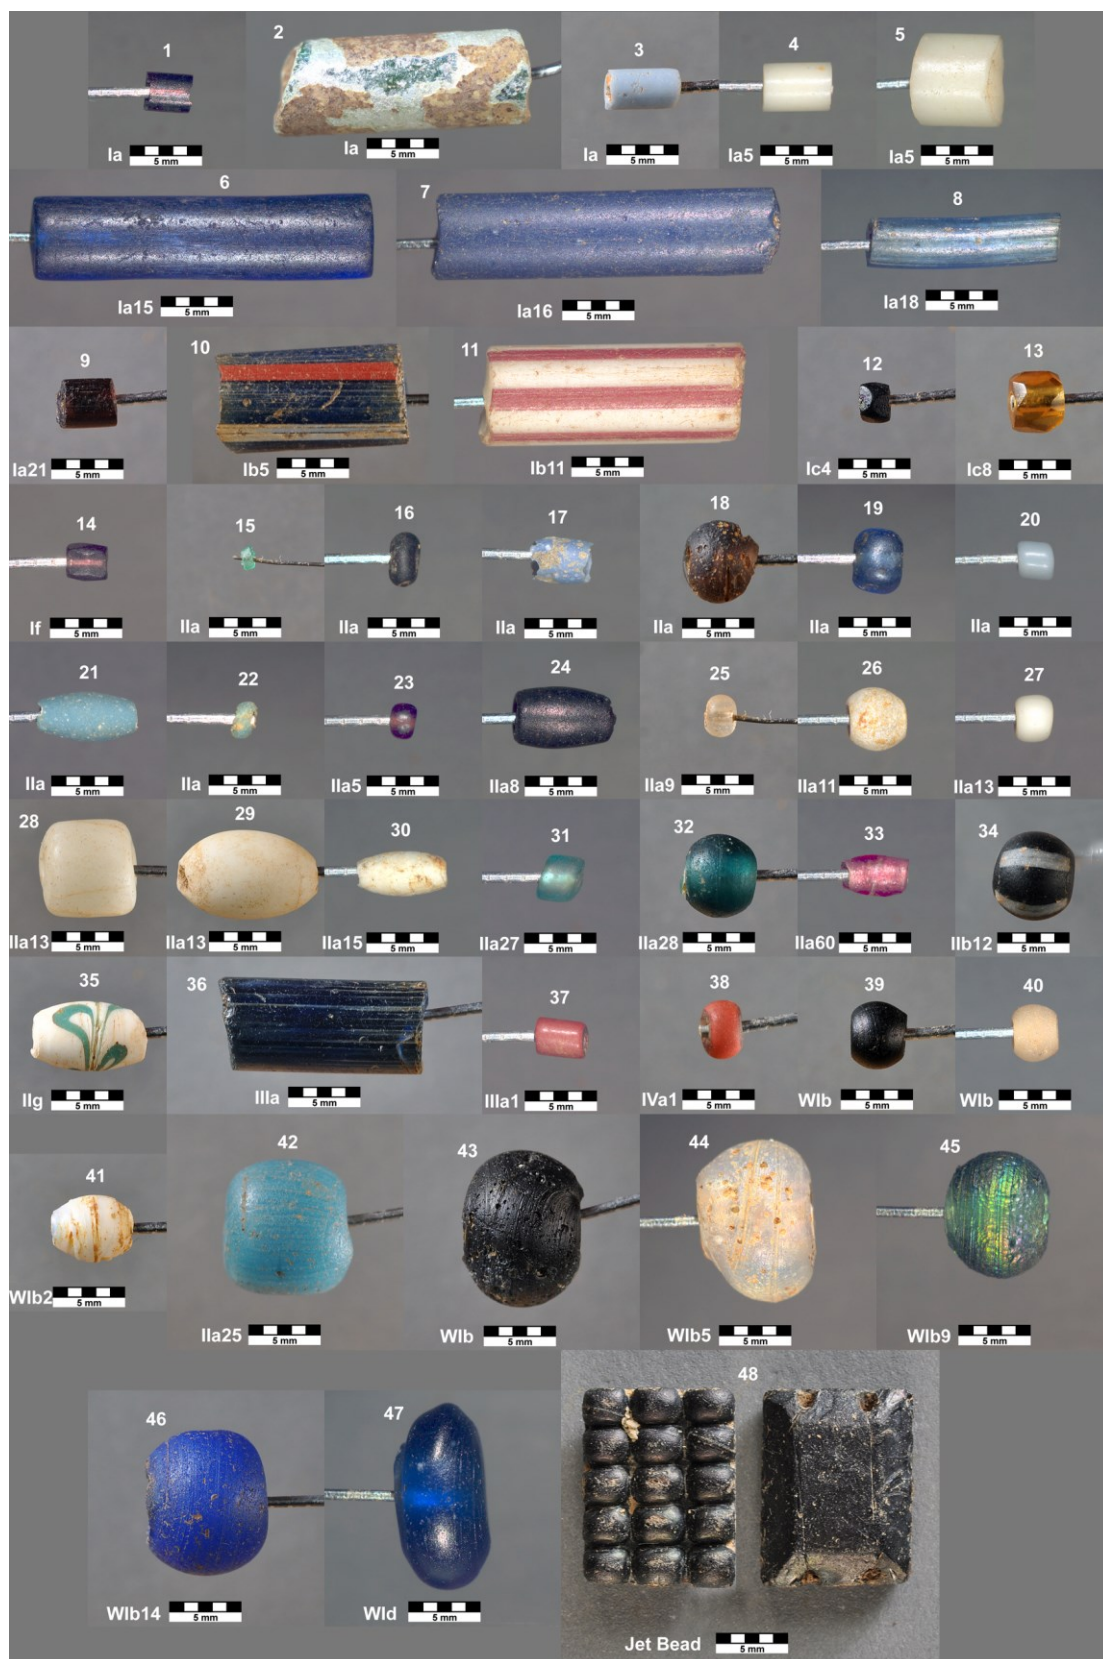 1
2
3
4
5
Ia
5 mm
Ia
5 mm
Ia
5 mm
Ia5
5 mm
Ia5
5 mm
6
7
8
Ia15
5 mm
Ia16
5 mm
Ia18
5 mm
9
10
11
12
13
Ia21
5 mm
Ib5
5 mm
Ib11
5 mm
Ic4
5 mm
Ic8
5 mm
14
15
16
17
18
19
20
If
5 mm
IIa
5 mm
IIa
5 mm
IIa
5 mm
IIa
5 mm
IIa
5 mm
IIa
5 mm
21
22
23
24
25
26
27
IIa
5 mm
IIa
5 mm
IIa5
5 mm
IIa8
5 mm
IIa9
5 mm
IIa11
5 mm
IIa13
5 mm
28
29
30
31
32
33
34
IIa13
5 mm
IIa13
5 mm
IIa15
5 mm
IIa27
5 mm
IIa28
5 mm
IIa60
5 mm
IIb12
5 mm
35
36
37
38
39
40
IIg
5 mm
IIIa
5 mm
IIIa1
5 mm
IVa1
5 mm
WIb
5 mm
WIb
5 mm
41
42
43
44
45
WIb2
5 mm
IIa25
5 mm
WIb
5 mm
WIb5
5 mm
WIb9
5 mm
46
47
48
WIb14
5 mm
WId
5 mm
Jet Bead
5 mm